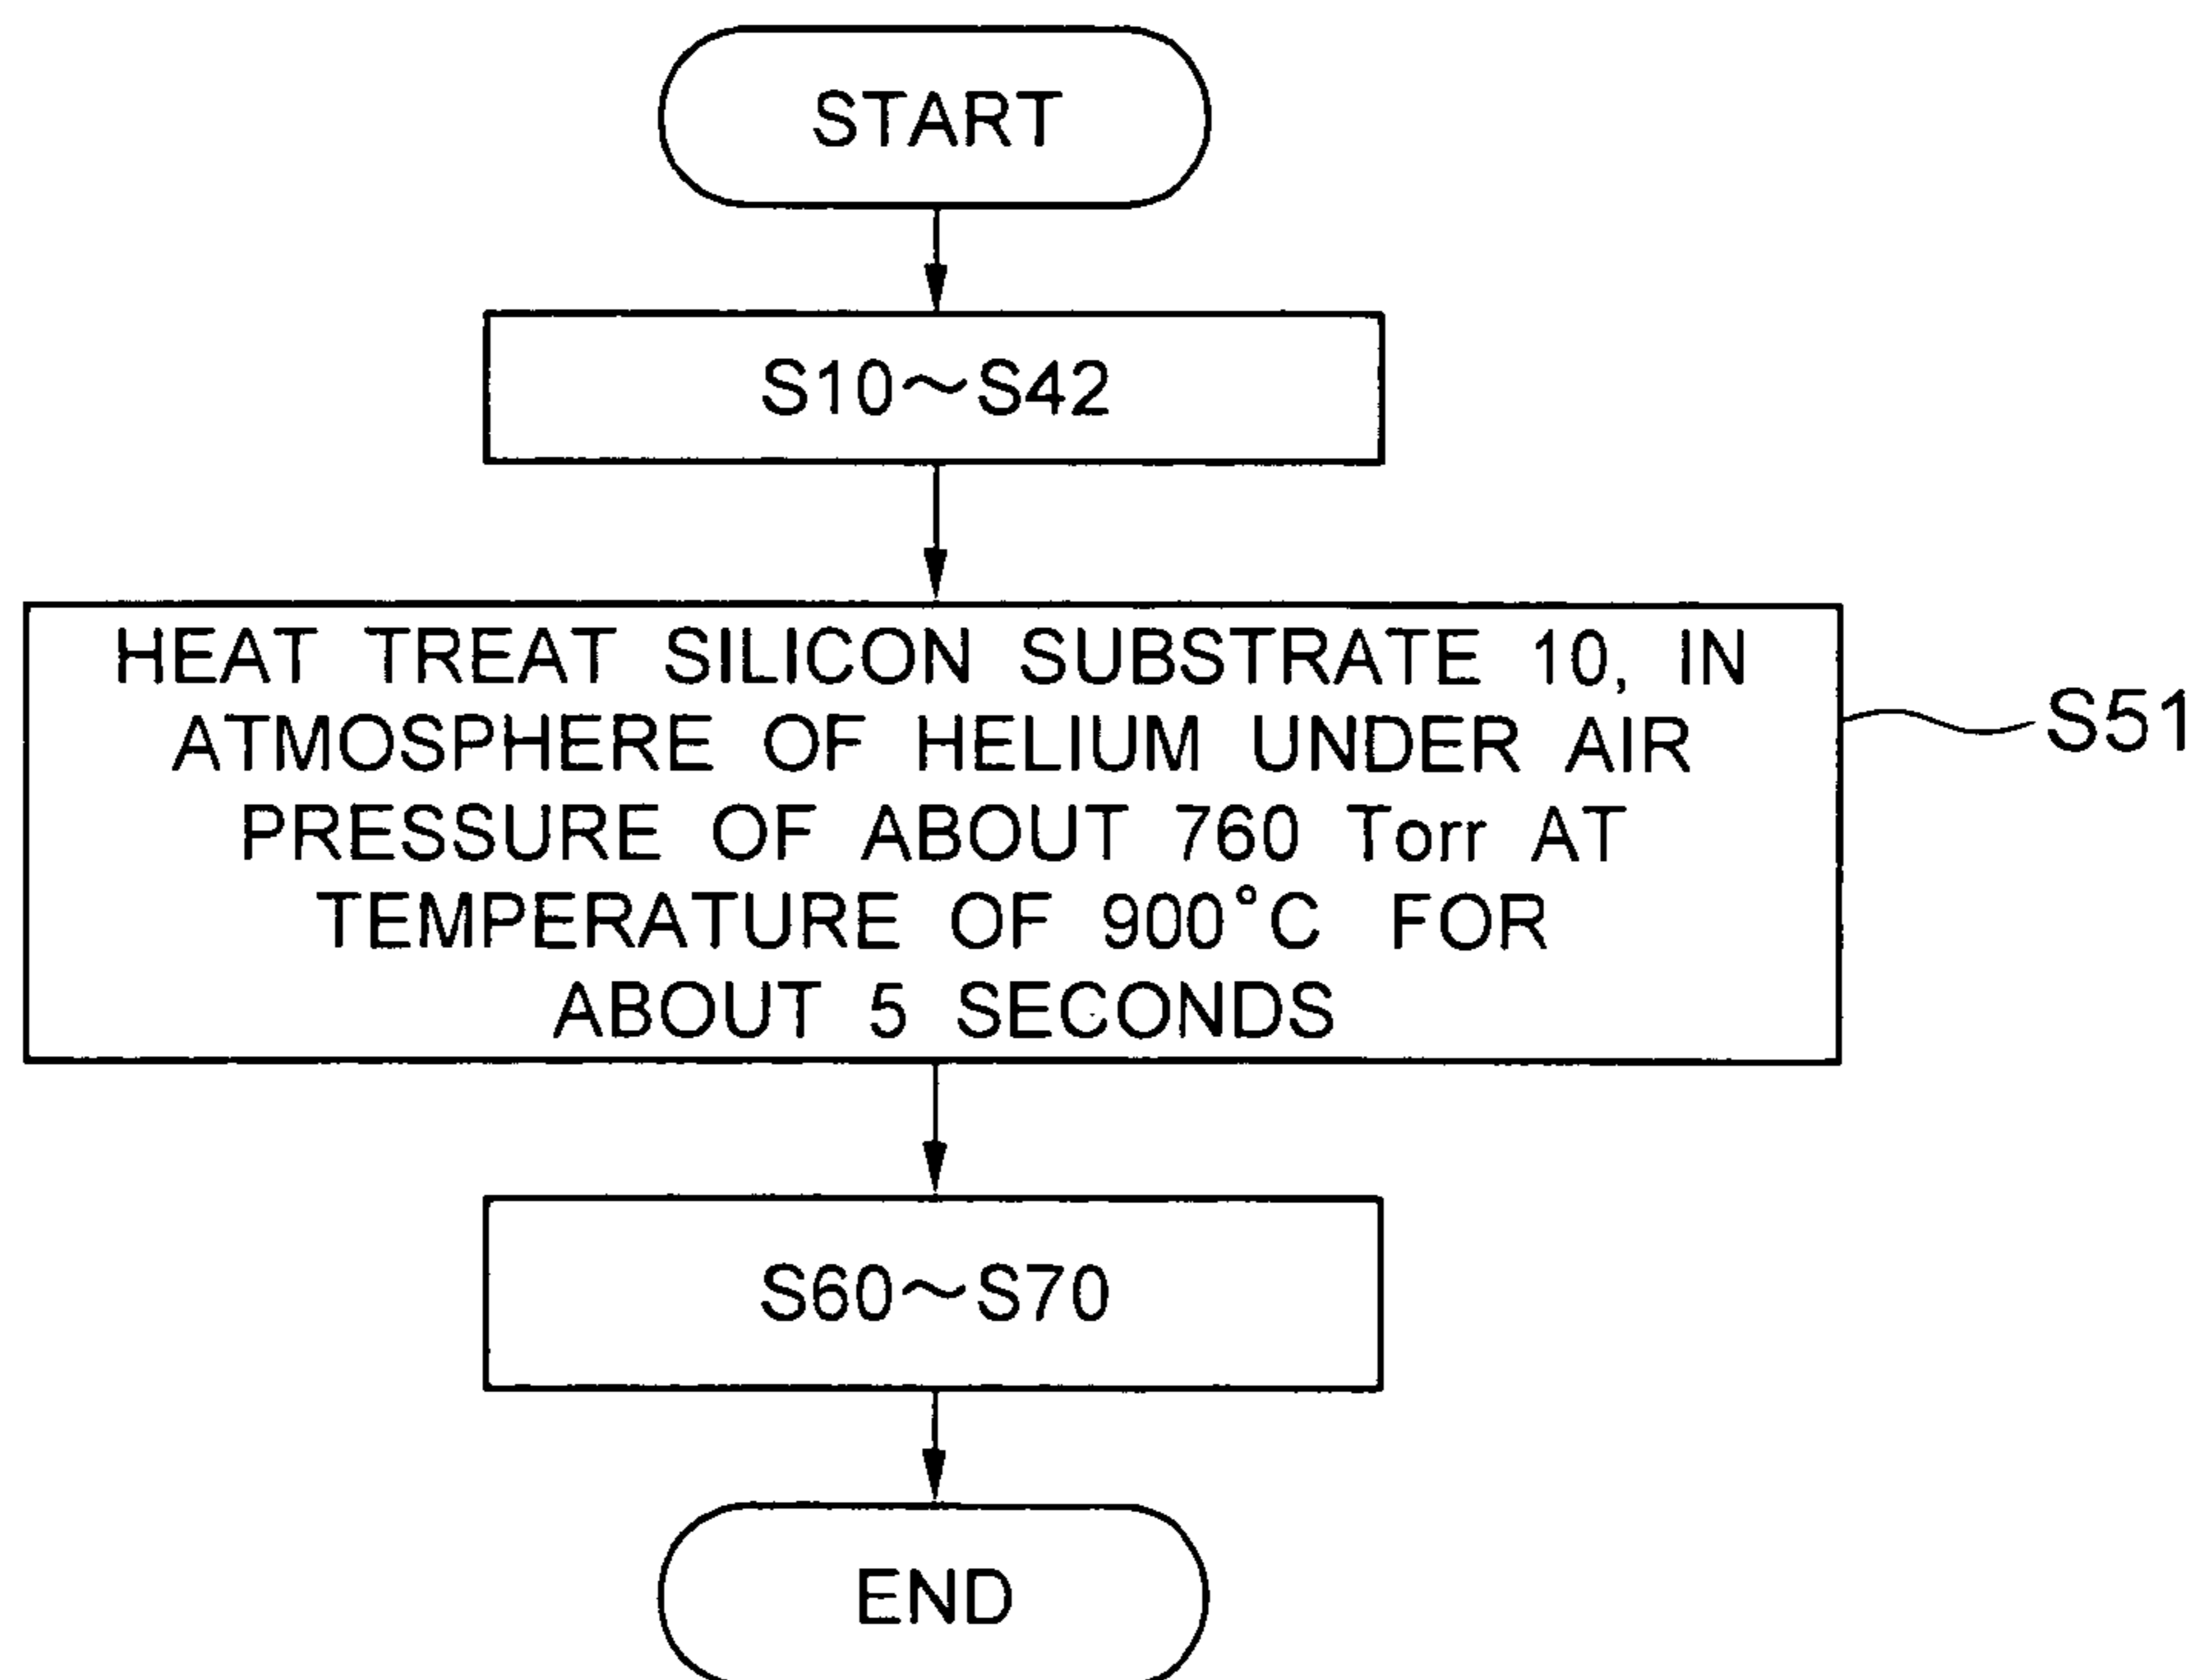 START
S10～S42
HEAT TREAT SILICON SUBSTRATE 10, IN
ATMOSPHERE OF HELIUM UNDER AIR
PRESSURE OF ABOUT 760 Torr AT
TEMPERATURE OF 900°C FOR
ABOUT 5 SECONDS
S51
S60～S70
END